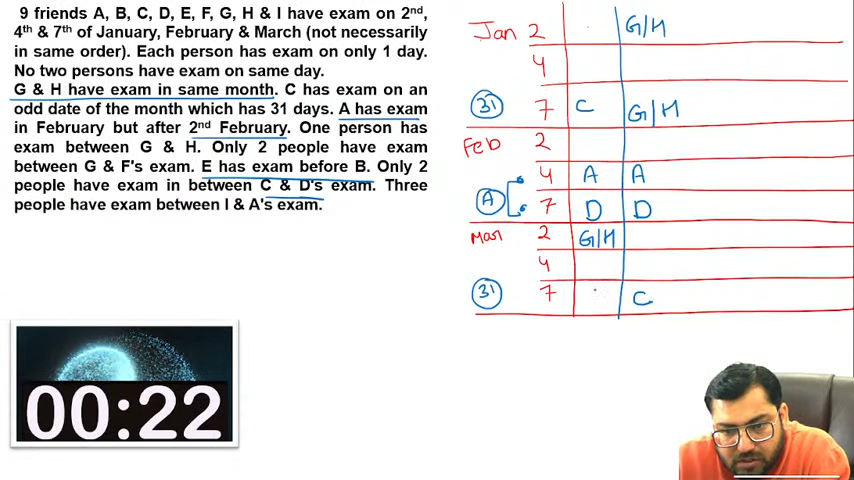 9 friends A, B, C, D, E, F, G, H & I have exam on 2nd,
4th & 7th of January, February & March (not necessarily
in same order). Each person has exam on only 1 day.
No two persons have exam on same day.
G & H have exam in same month. C has exam on an
odd date of the month which has 31 days. A has exam
in February but after 2nd February. One person has
exam between G & H. Only 2 people have exam
between G & F's exam. E has exam before B. Only 2
people have exam in between C & D's exam. Three
people have exam between I & A's exam.
Jan 2 G/H
4
31 7 C G/H
Feb 2
4 A A
A 7 D D
Mar 2 G/H
4
31 7 C
00:22